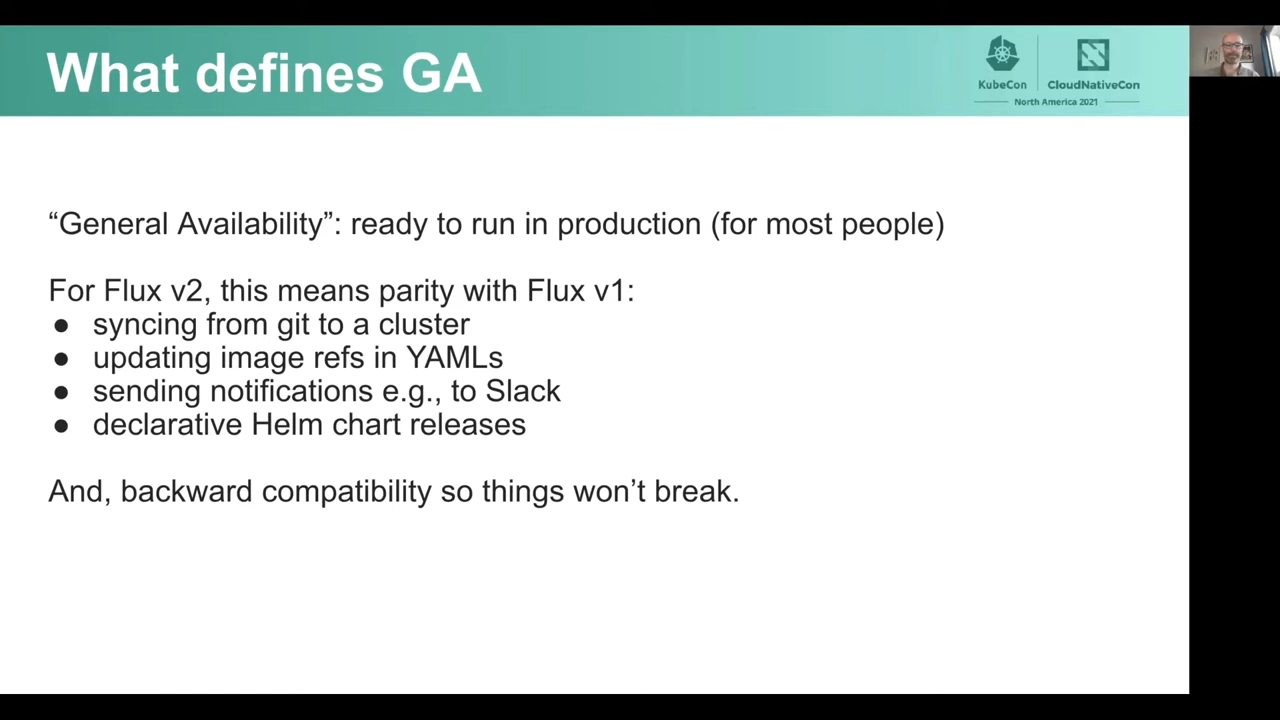 What defines GA
KubeCon
CloudNativeCon
North America 2021
“General Availability”: ready to run in production (for most people)
For Flux v2, this means parity with Flux v1:
● syncing from git to a cluster
● updating image refs in YAMLs
● sending notifications e.g., to Slack
● declarative Helm chart releases
And, backward compatibility so things won’t break.